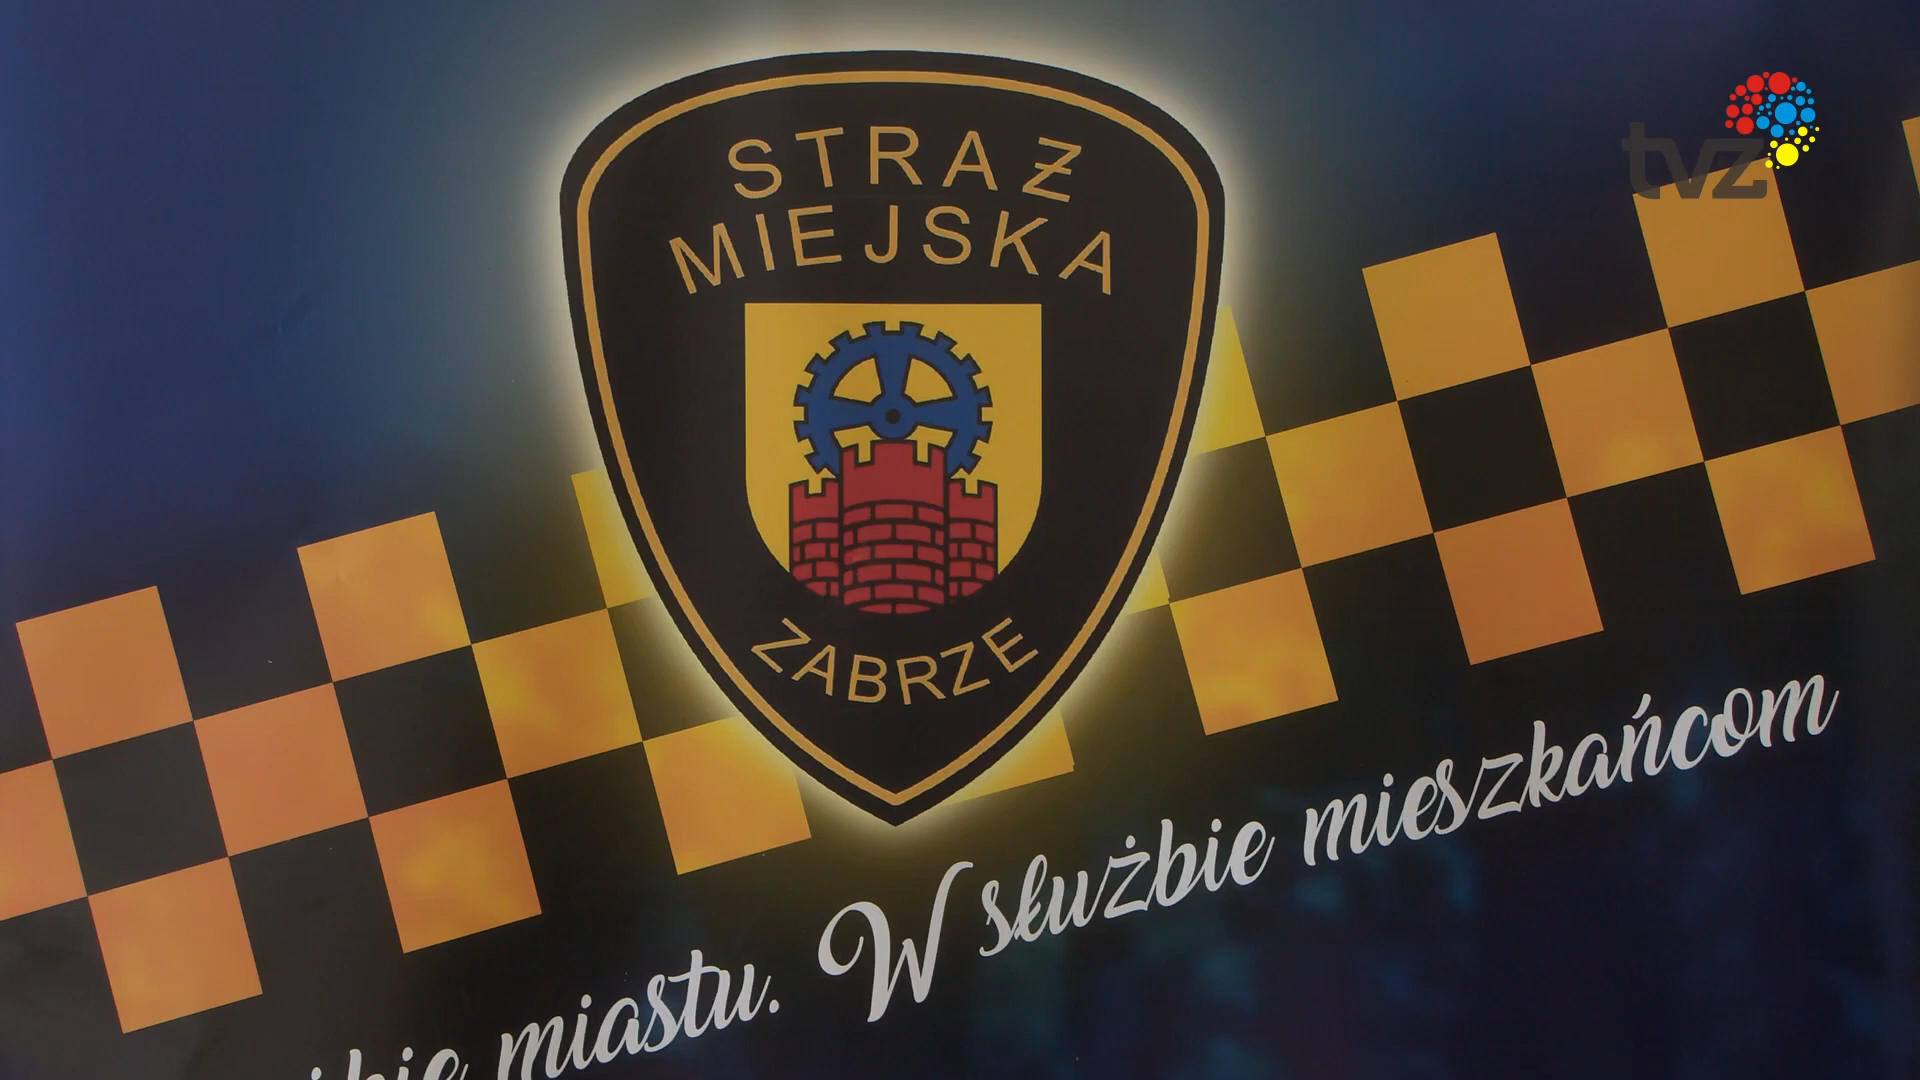 STRAŻ
MIEJSKA
ZABRZE
miastu. W służbie mieszkańcom
tvz